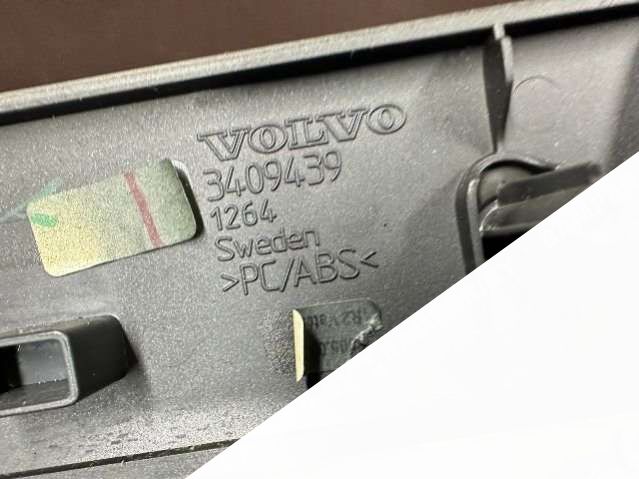 VOLVO
3409439
1264
Sweden
>PC/ABS<